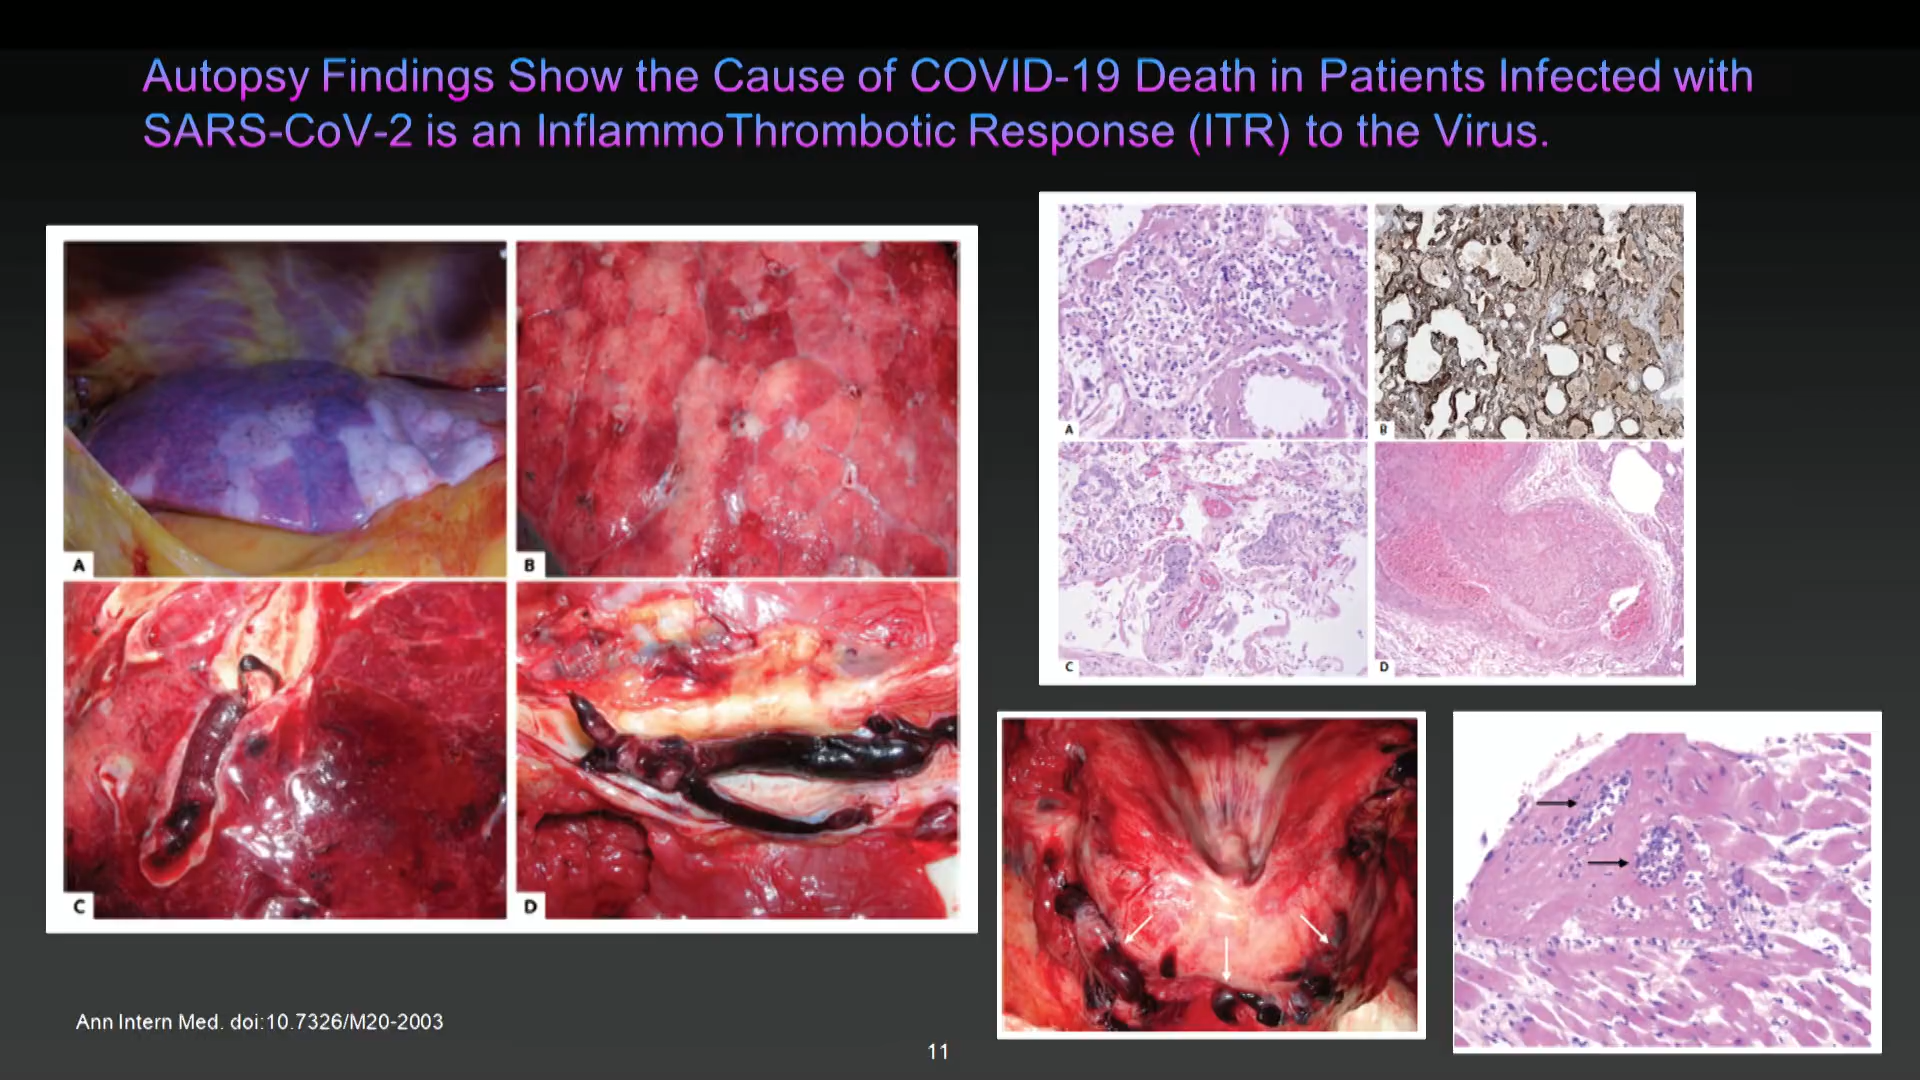 Autopsy Findings Show the Cause of COVID-19 Death in Patients Infected with
SARS-CoV-2 is an InflammoThrombotic Response (ITR) to the Virus.
A
B
C
D
A
B
C
D
Ann Intern Med. doi:10.7326/M20-2003
11